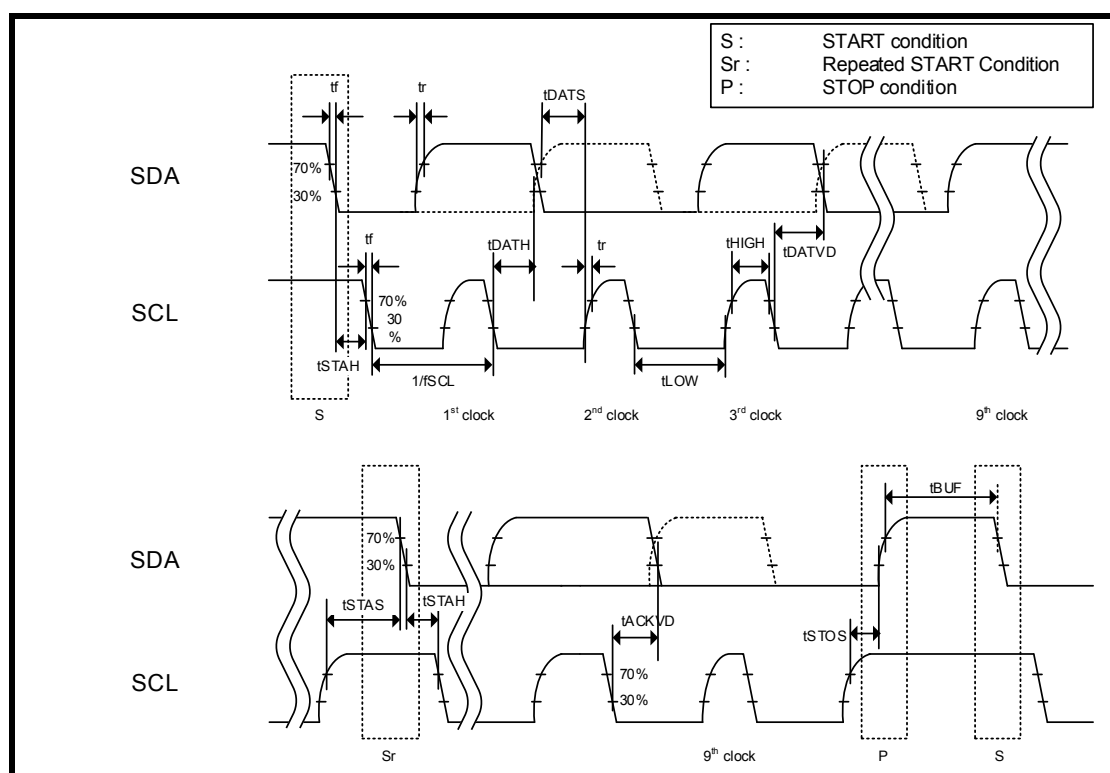 S : START condition
Sr : Repeated START Condition
P : STOP condition
tf
tr
tDATS
SDA
70%
30%
tf
tDATH
tr
tHIGH
tDATVD
SCL
70%
30
%
tSTAH
1/fSCL
tLOW
S
1st clock
2nd clock
3rd clock
9th clock
tBUF
SDA
70%
30%
tSTAS
tSTAH
tACKVD
tSTOS
SCL
70%
30%
Sr
9th clock
P
S